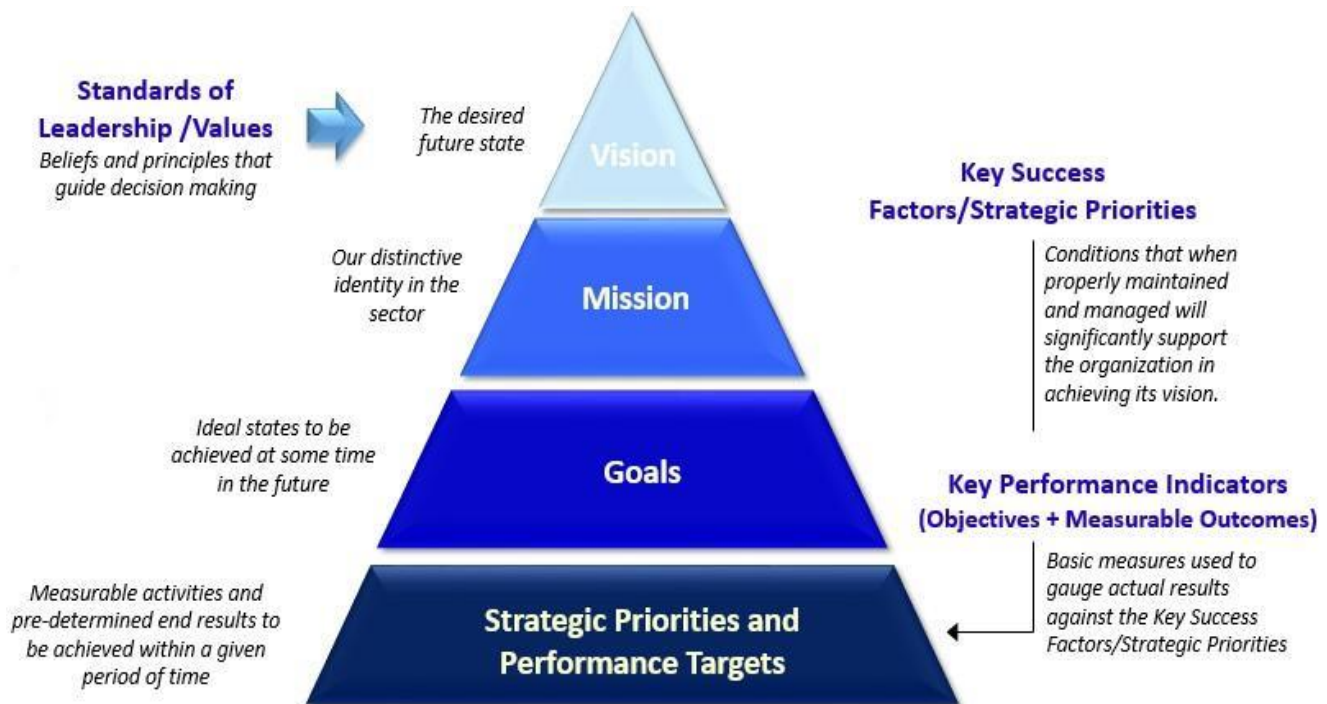 Standards of
Leadership /Values
Beliefs and principles that
guide decision making
The desired
future state
Vision
Key Success
Factors/Strategic Priorities
Conditions that when
properly maintained
and managed will
significantly support
the organization in
achieving its vision.
Our distinctive
identity in the
sector
Mission
Ideal states to be
achieved at some time
in the future
Goals
Key Performance Indicators
(Objectives + Measurable Outcomes)
Basic measures used to
gauge actual results
against the Key Success
Factors/Strategic Priorities
Measurable activities and
pre-determined end results to
be achieved within a given
period of time
Strategic Priorities and
Performance Targets